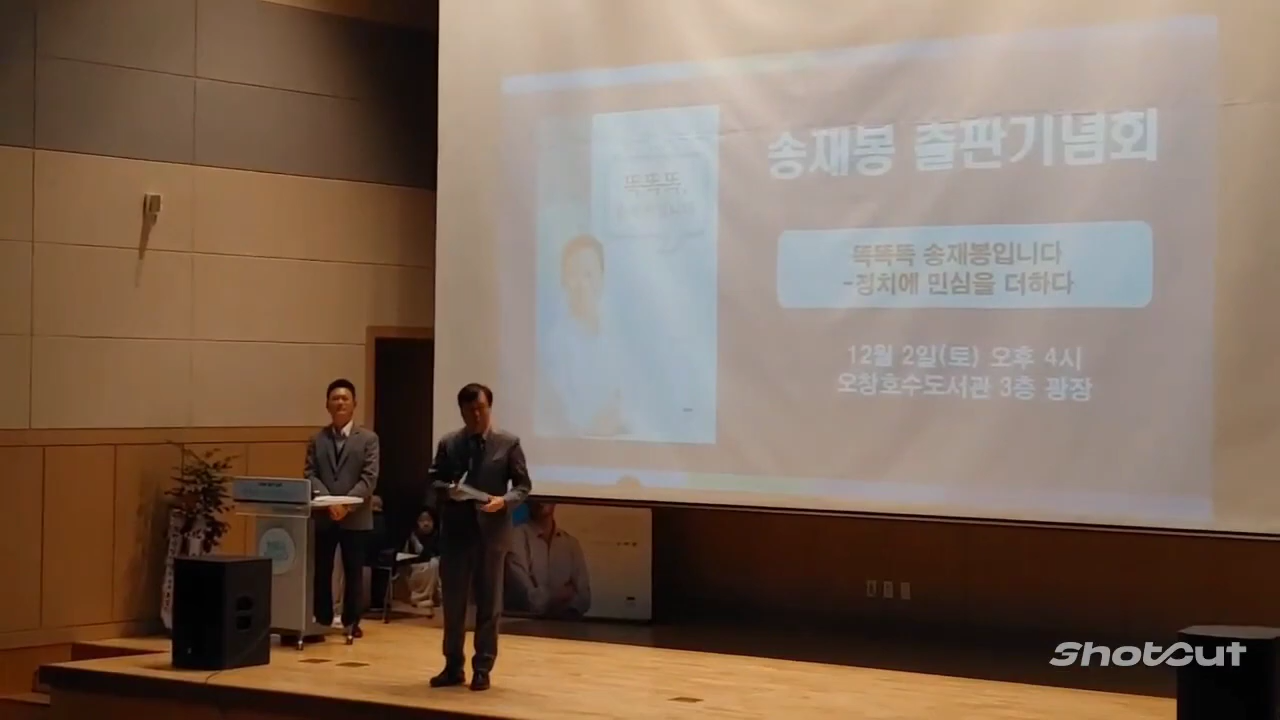 송재봉 출판기념회
똑똑똑,
똑똑똑 송재봉입니다
-정치에 민심을 더하다
12월 2일(토) 오후 4시
오창호수도서관 3층 광장
Shotcut